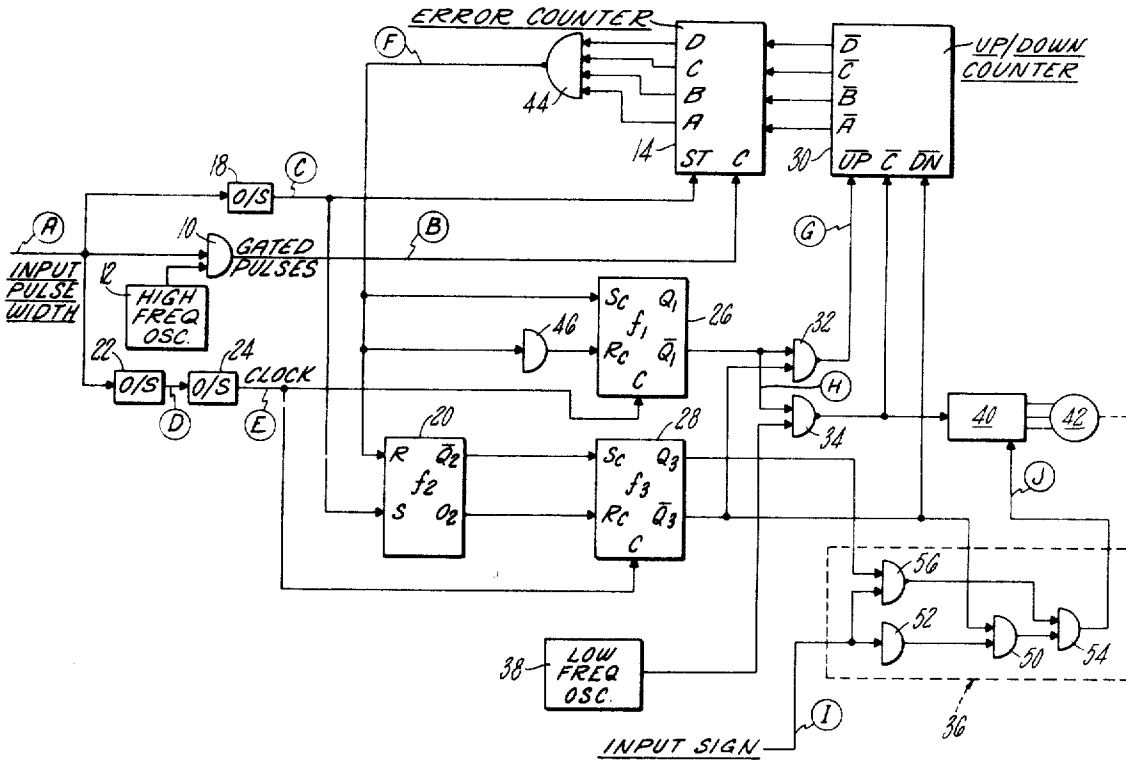 ERROR COUNTER
UP/DOWN
COUNTER
F
44
D
C
B
A
14
ST C
D̅
C̅
B̅
A̅
30
U̅P̅ C̅ D̅N̅
18
O/S
C
A
INPUT
PULSE
WIDTH
10
GATED
PULSES
B
G
12
HIGH
FREQ
OSC.
22
O/S
D
24
O/S
CLOCK
E
46
Sc Q1
f1
Rc Q̅1
C
26
32
H
34
40
42
J
20
R Q̅2
f2
S O2
28
Sc Q3
f3
Rc Q̅3
C
56
52
50
54
36
38
LOW
FREQ
OSC.
I
INPUT SIGN